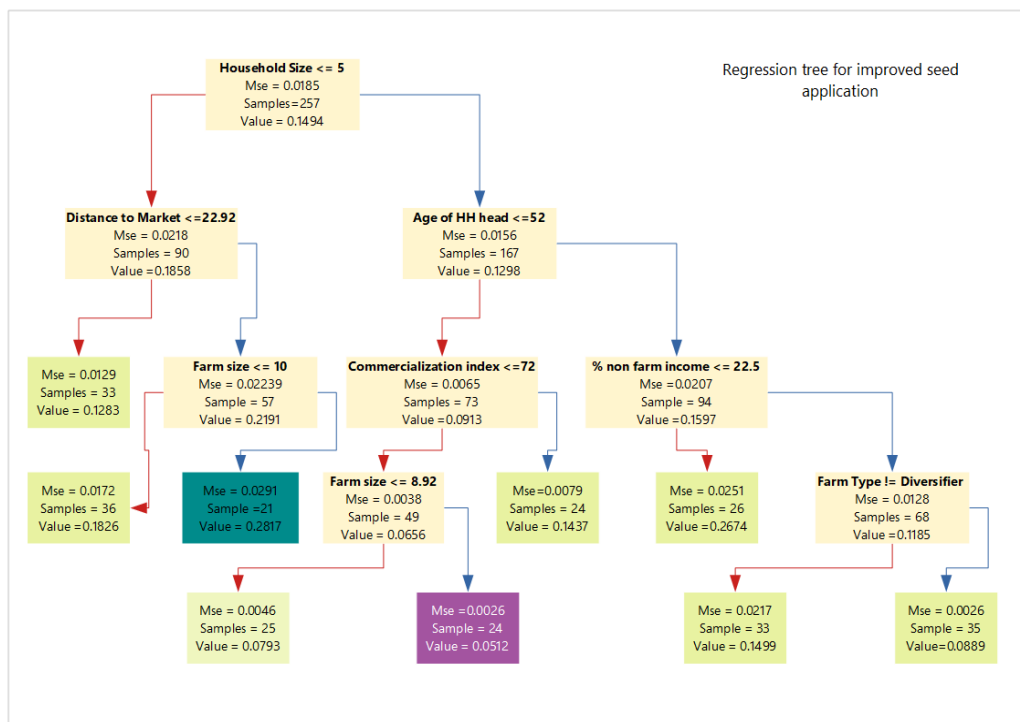 Regression tree for improved seed
application
Household Size <= 5
Mse = 0.0185
Samples=257
Value = 0.1494
Distance to Market <=22.92
Mse = 0.0218
Samples = 90
Value =0.1858
Age of HH head <=52
Mse = 0.0156
Samples = 167
Value =0.1298
Mse = 0.0129
Samples = 33
Value = 0.1283
Farm size <= 10
Mse = 0.02239
Samples = 57
Value =0.2191
Commercialization index <=72
Mse = 0.0065
Samples = 73
Value =0.0913
% non farm income <= 22.5
Mse =0.0207
Sample = 94
Value =0.1597
Mse = 0.0172
Samples = 36
Value =0.1826
Mse = 0.0291
Sample =21
Value = 0.2817
Farm size <= 8.92
Mse = 0.0038
Sample = 49
Value =0.0656
Mse=0.0079
Samples = 24
Value = 0.1437
Mse =0.0251
Samples = 26
Value =0.2674
Farm Type != Diversifier
Mse = 0.0128
Samples = 68
Value =0.1185
Mse = 0.0046
Samples = 25
Value =0.0793
Mse =0.0026
Sample = 24
Value = 0.0512
Mse = 0.0217
Sample = 33
Value = 0.1499
Mse = 0.0026
Sample = 35
Value=0.0889